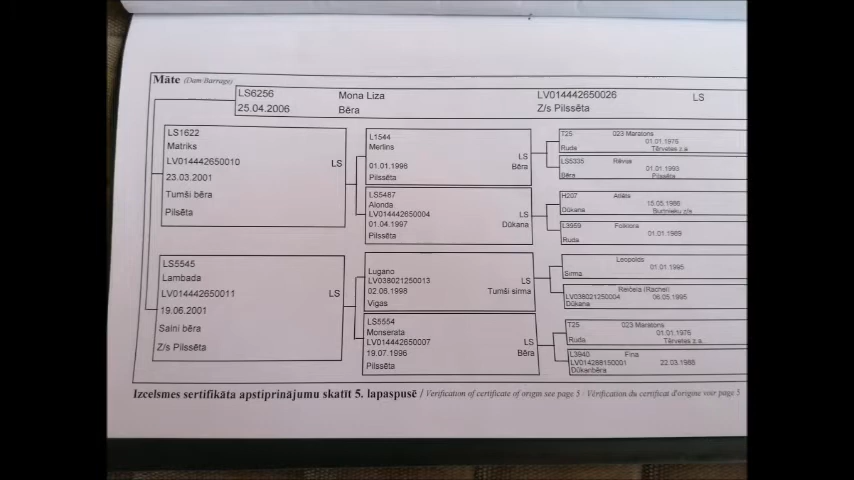 Māte (Dam/Barrage)
LS6256 Mona Liza LV014442650026 LS
25.04.2006 Bēra Z/s Pilssēta
LS1622
Matriks
LV014442650010 LS
23.03.2001
Tumši bēra
Pilsēta
L1544
Merlins
LS
01.01.1998 Bēra
Pilssēta
T25 023 Maratons
01.01.1976
Ruda Tērvetes z.a
LS5335 Rēvss
01.01.1993
Bēra Pilssēta
LS5487
Alonda
LV014442650004 LS
01.04.1997 Dūkana
Pilssēta
H207 Atlēts
15.05.1986
Dūkana Burtnieku z/s
L3959 Folklora
01.01.1989
Ruda
LS5545
Lambada
LV014442650011 LS
19.06.2001
Saini bēra
Z/s Pilssēta
Lugano
LV038021250013 LS
02.05.1998 Tumši sirma
Vigas
Leopolds
01.01.1995
Sirma
Reičela (Rachel)
LV038021250004 06.05.1995
LS5554
Monserata
LV014442650007 LS
19.07.1996 Bēra
Pilssēta
T25 023 Maratons
01.01.1976
Ruda Tērvetes z.a.
L3940 Fina
LV014288150001 22.03.1988
Dūkanbēra
Izcelsmes sertifikāta apstiprinājumu skatīt 5. lapaspusē / Verification of certificate of origin see page 5 · Vérification du certificat d'origine voir page 5